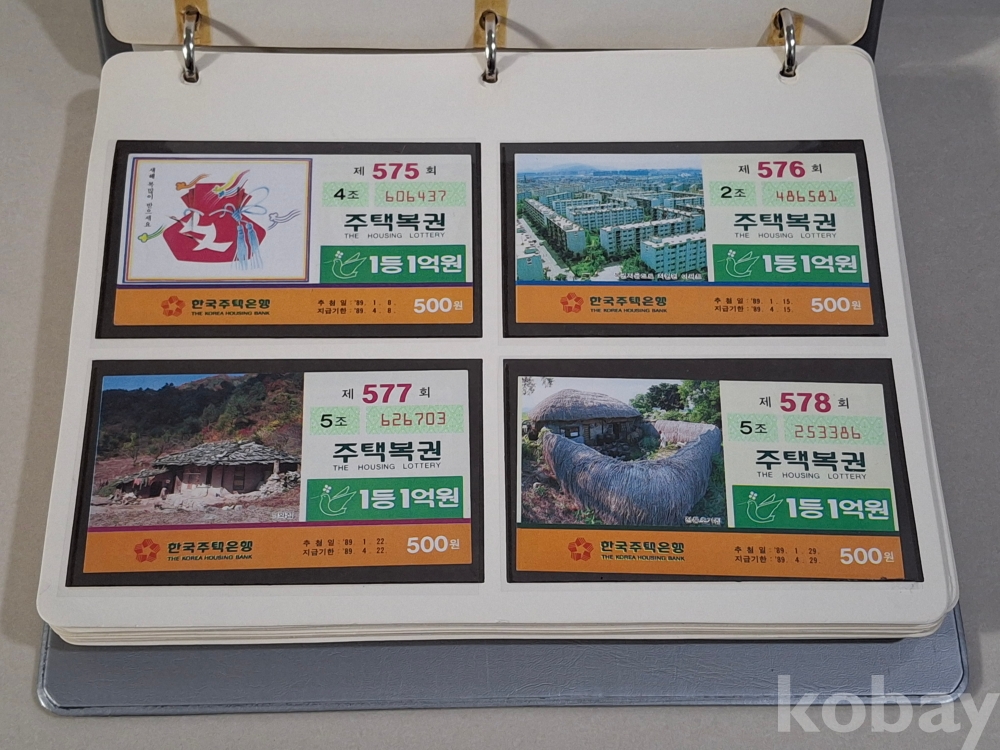 새해 복많이 받으세요
제 575 회
4조 606437
주택복권
THE HOUSING LOTTERY
1등1억원
한국주택은행
THE KOREA HOUSING BANK
추 첨 일 : '89. 1. 8.
지급기한 : '89. 4. 8.
500원
제 576 회
2조 486581
주택복권
THE HOUSING LOTTERY
1등1억원
한국주택은행
THE KOREA HOUSING BANK
추 첨 일 : '89. 1. 15.
지급기한 : '89. 4. 15.
500원
제 577 회
5조 626703
주택복권
THE HOUSING LOTTERY
1등1억원
한국주택은행
THE KOREA HOUSING BANK
추 첨 일 : '89. 1. 22.
지급기한 : '89. 4. 22.
500원
제 578 회
5조 253386
주택복권
THE HOUSING LOTTERY
1등1억원
한국주택은행
THE KOREA HOUSING BANK
추 첨 일 : '89. 1. 29.
지급기한 : '89. 4. 29.
500원
kobay